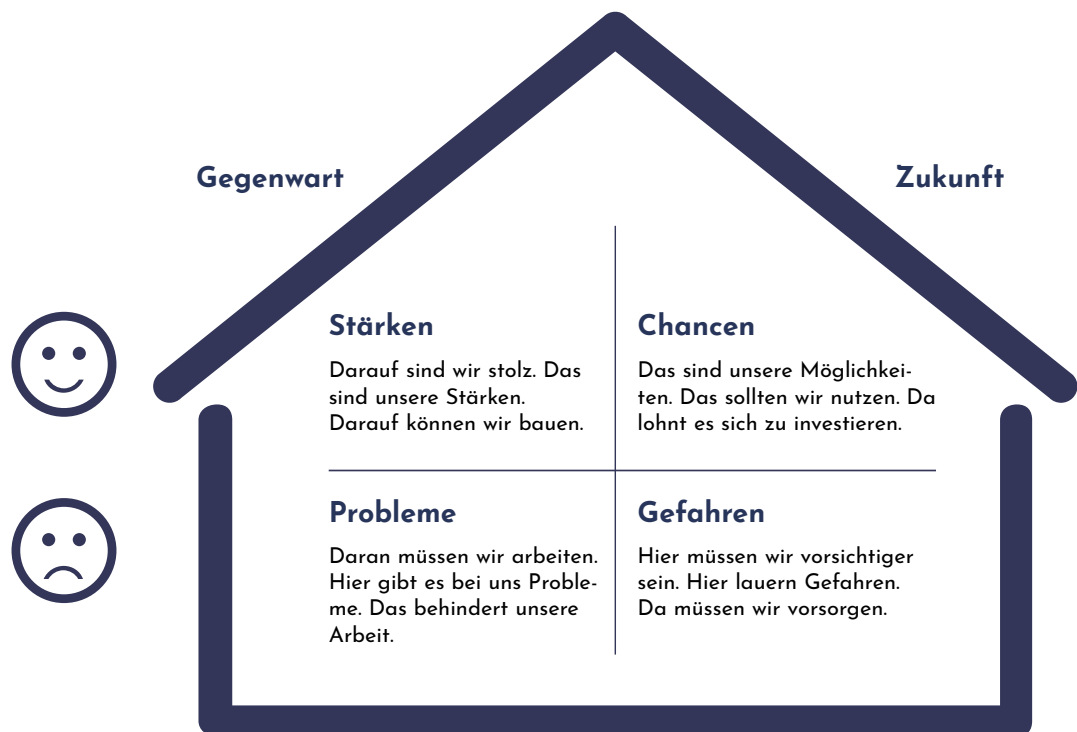 Gegenwart
Zukunft
Stärken
Darauf sind wir stolz. Das
sind unsere Stärken.
Darauf können wir bauen.
Chancen
Das sind unsere Möglichkei-
ten. Das sollten wir nutzen. Da
lohnt es sich zu investieren.
Probleme
Daran müssen wir arbeiten.
Hier gibt es bei uns Proble-
me. Das behindert unsere
Arbeit.
Gefahren
Hier müssen wir vorsichtiger
sein. Hier lauern Gefahren.
Da müssen wir vorsorgen.